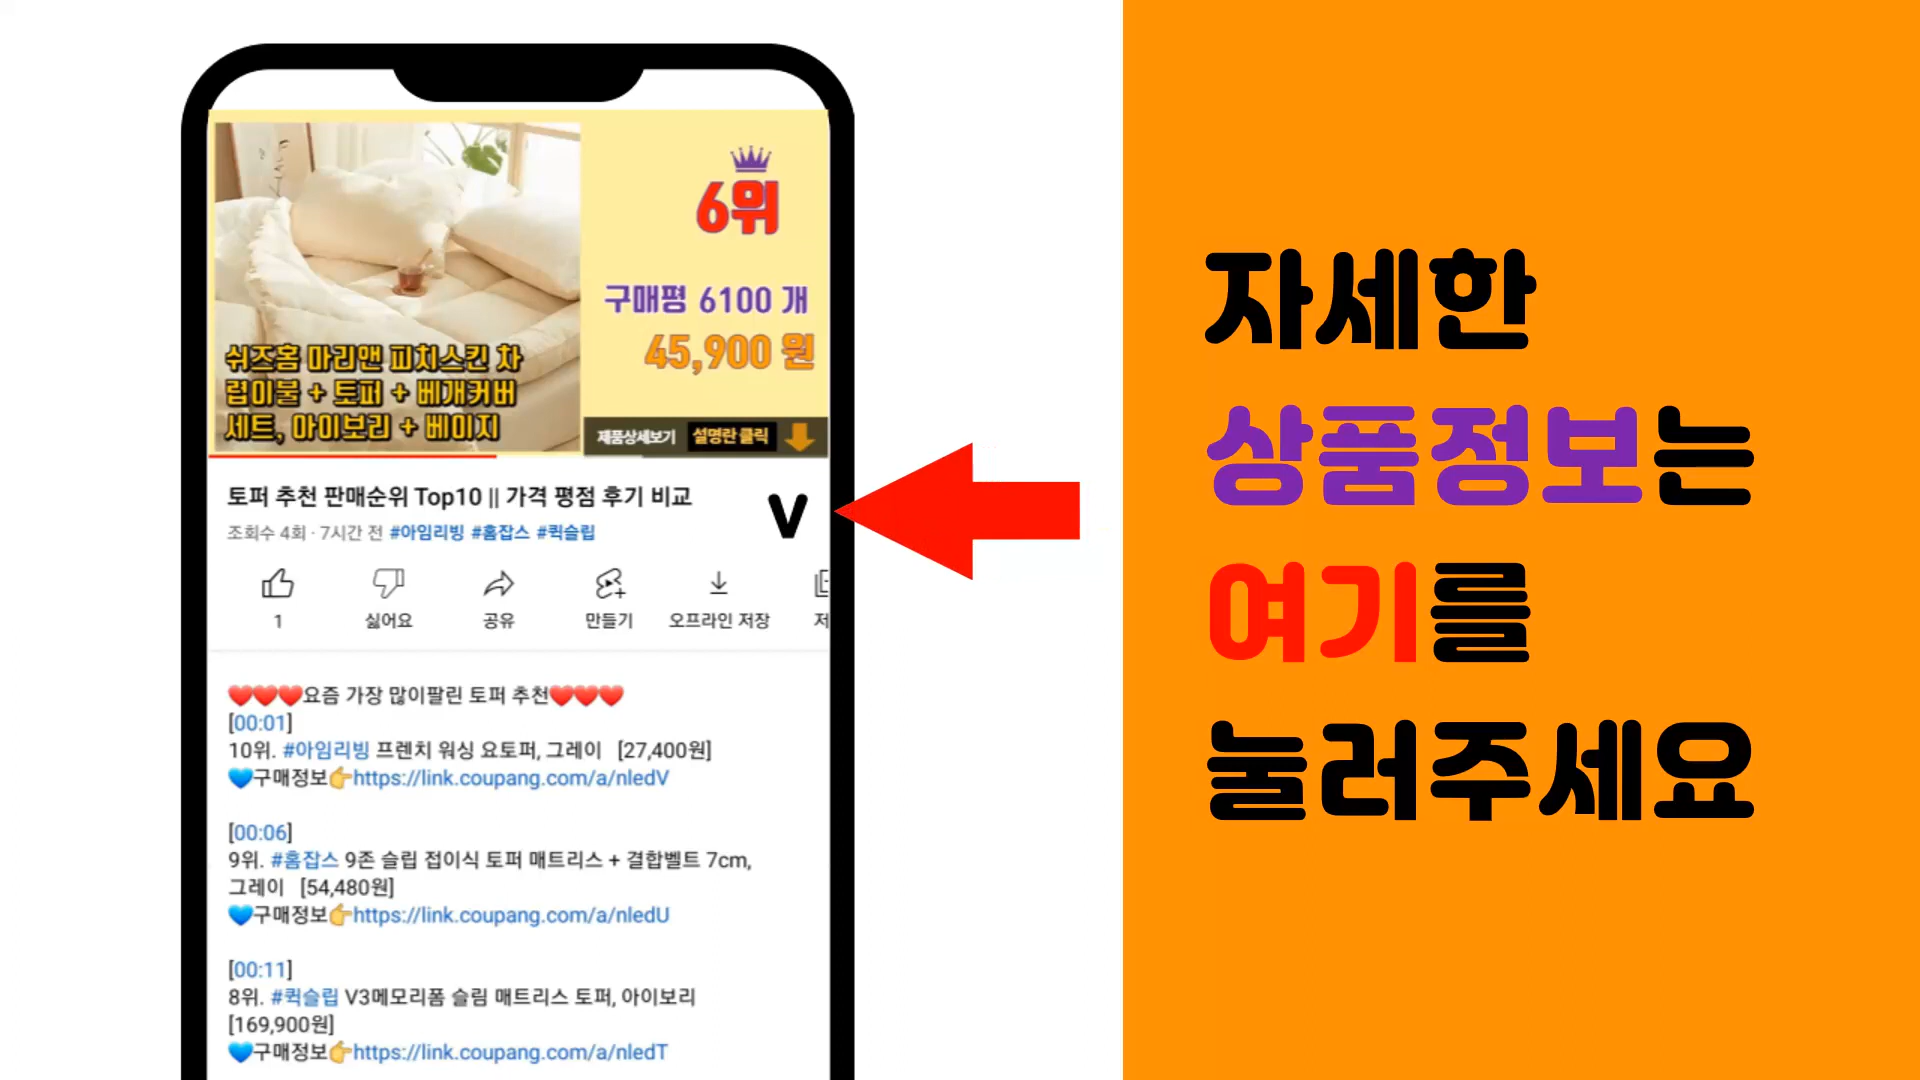 6위
구매평 6100 개
45,900 원
쉬즈홈 마리앤 피치스킨 차
렵이불 + 토퍼 + 베개커버
세트, 아이보리 + 베이지
제품상세보기 설명란 클릭
토퍼 추천 판매순위 Top10 || 가격 평점 후기 비교
V
조회수 4회 · 7시간 전 #아임리빙 #홈잡스 #퀵슬립
1 싫어요 공유 만들기 오프라인 저장 저
❤️❤️❤️요즘 가장 많이팔린 토퍼 추천❤️❤️❤️
[00:01]
10위. #아임리빙 프렌치 워싱 요토퍼, 그레이 [27,400원]
💙구매정보👉https://link.coupang.com/a/nledV
[00:06]
9위. #홈잡스 9존 슬립 접이식 토퍼 매트리스 + 결합벨트 7cm,
그레이 [54,480원]
💙구매정보👉https://link.coupang.com/a/nledU
[00:11]
8위. #퀵슬립 V3메모리폼 슬림 매트리스 토퍼, 아이보리
[169,900원]
💙구매정보👉https://link.coupang.com/a/nledT
자세한
상품정보는
여기를
눌러주세요